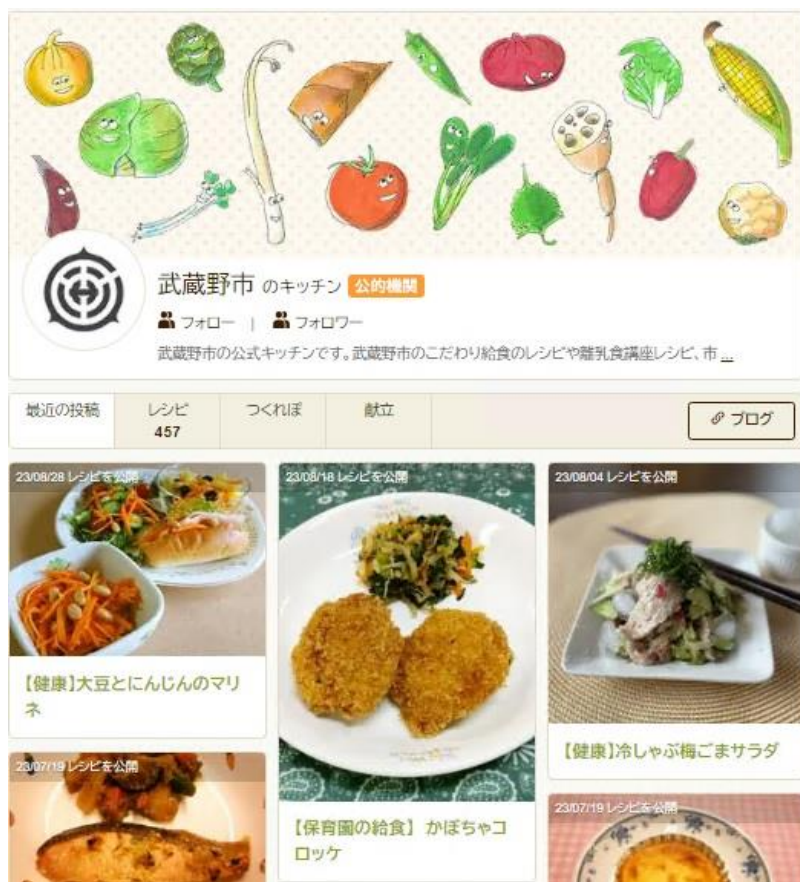 武蔵野市 のキッチン 公的機関
フォロー | フォロワー
武蔵野市の公式キッチンです。武蔵野市のこだわり給食のレシピや離乳食講座レシピ、市 ...
最近の投稿
レシピ
457
つくれぽ
献立
ブログ
23/08/28 レシピを公開
【健康】大豆とにんじんのマリ
ネ
23/08/18 レシピを公開
【保育園の給食】 かぼちゃコ
ロッケ
23/08/04 レシピを公開
【健康】冷しゃぶ梅ごまサラダ
23/07/19 レシピを公開
23/07/19 レシピを公開